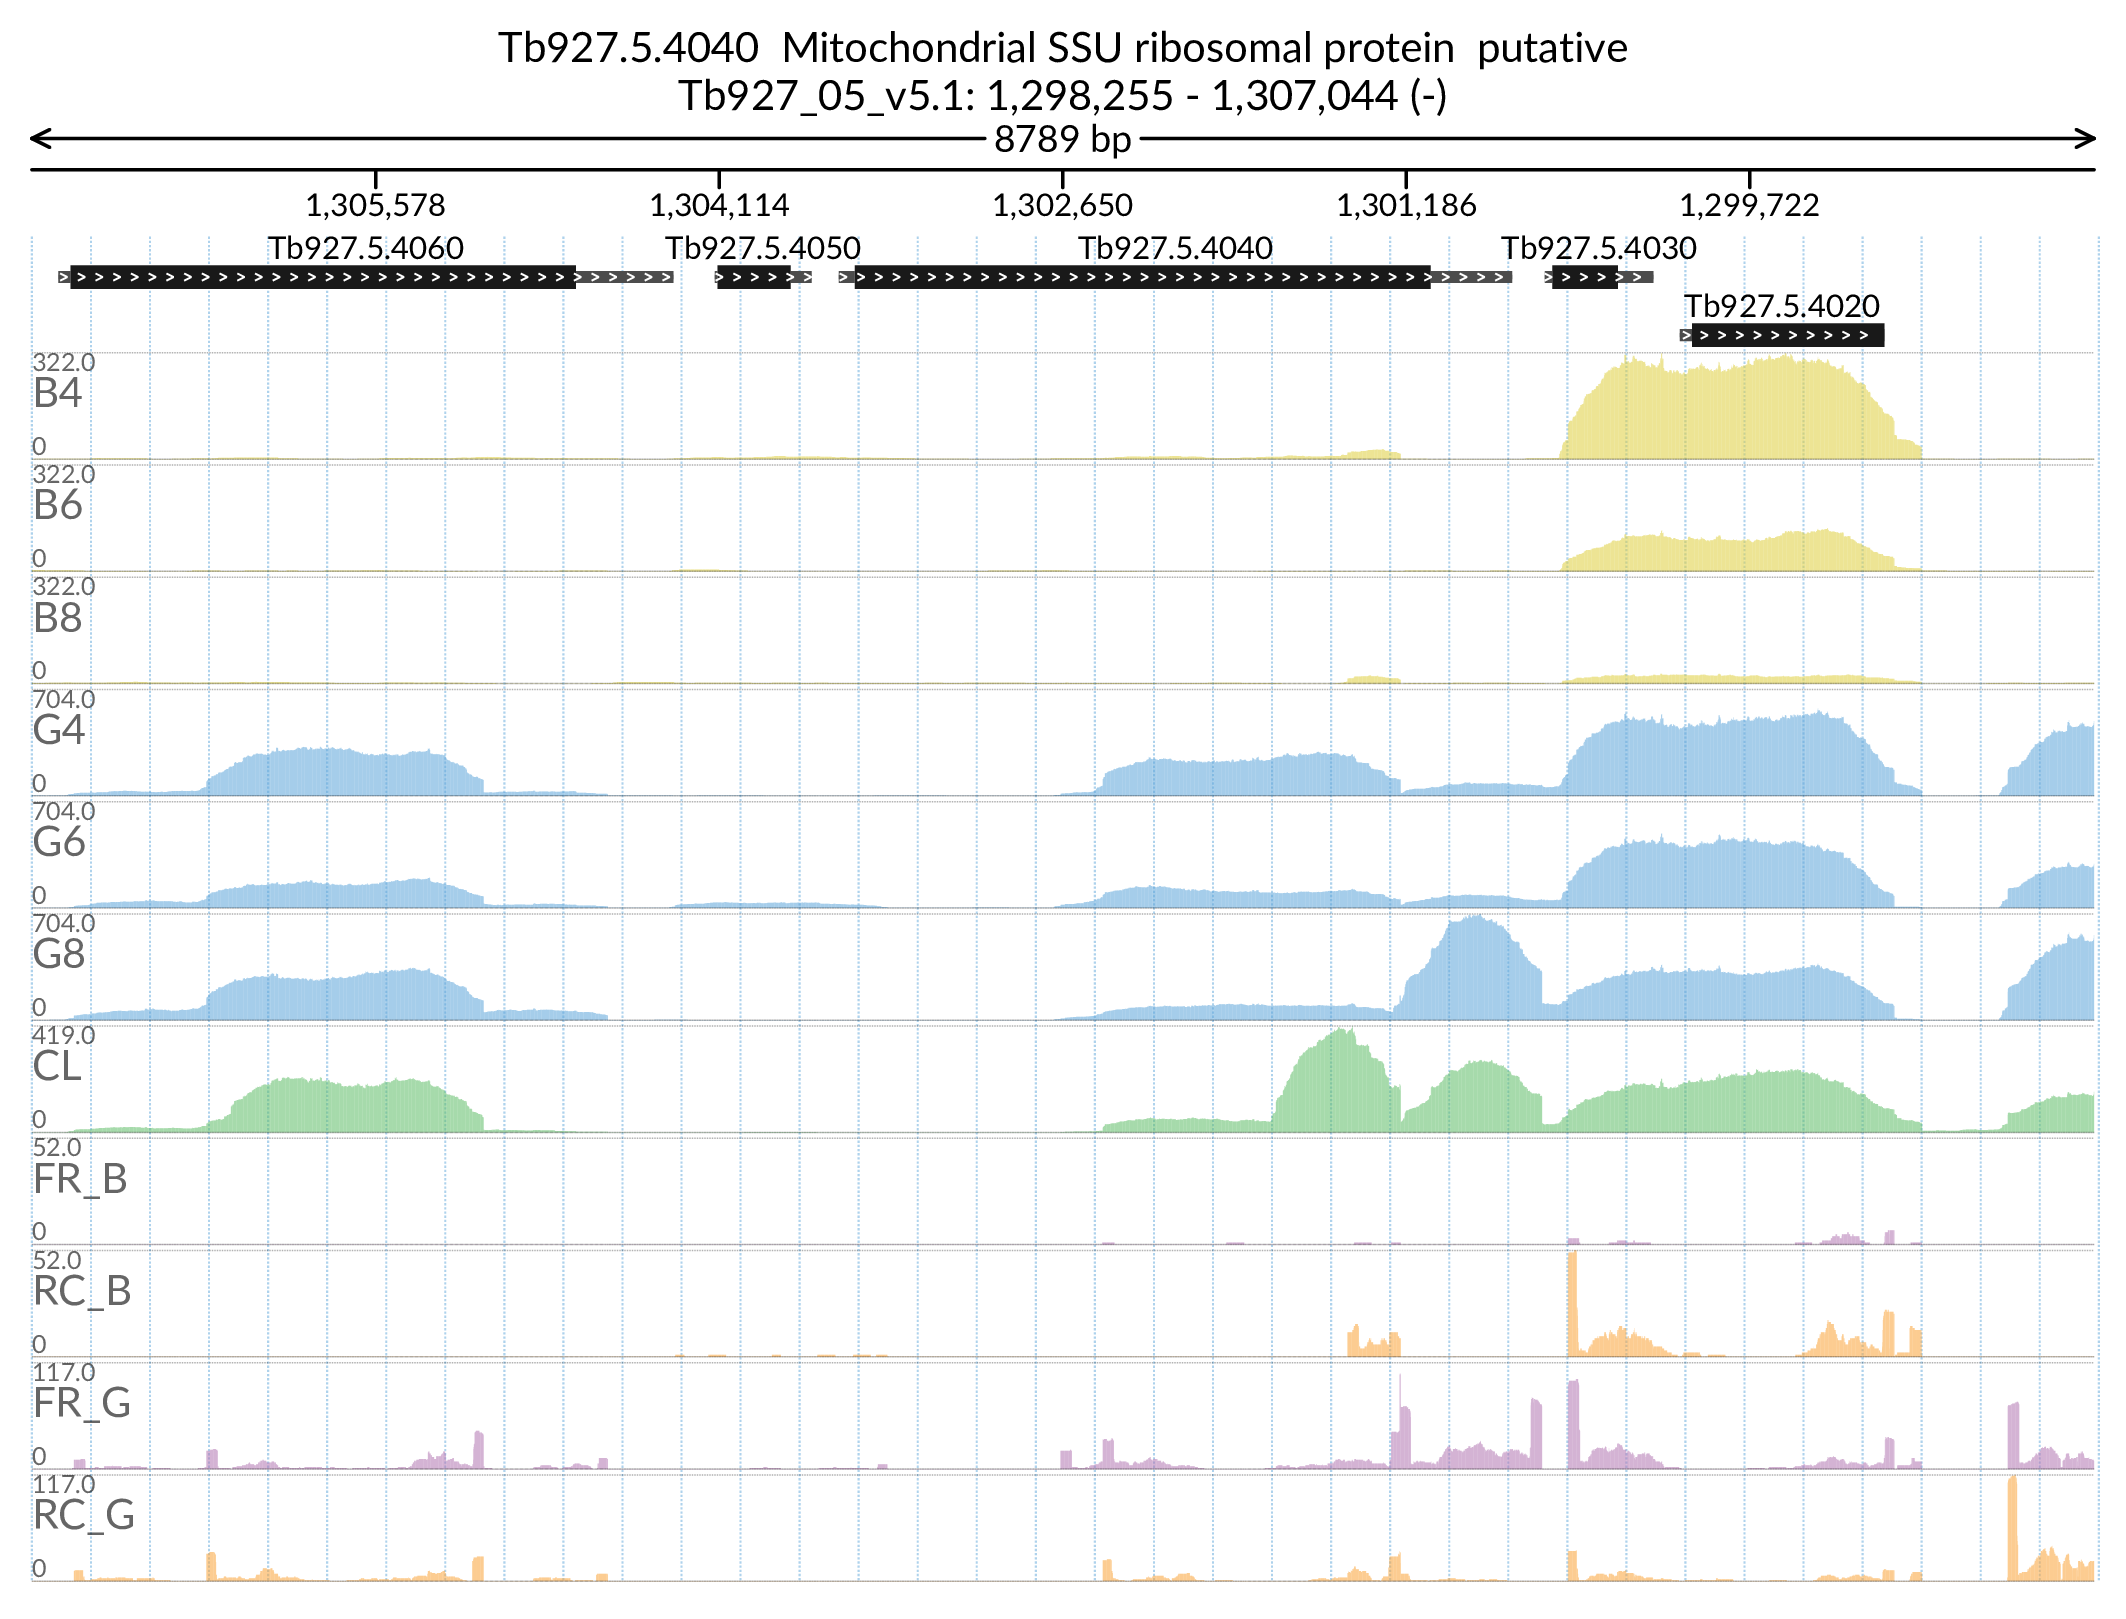 Tb927.5.4040  Mitochondrial SSU ribosomal protein  putative
Tb927_05_v5.1: 1,298,255 - 1,307,044 (-)
8789 bp
1,305,578 1,304,114 1,302,650 1,301,186 1,299,722
Tb927.5.4060 Tb927.5.4050 Tb927.5.4040 Tb927.5.4030
Tb927.5.4020
322.0
B4
0
322.0
B6
0
322.0
B8
0
704.0
G4
0
704.0
G6
0
704.0
G8
0
419.0
CL
0
52.0
FR_B
0
52.0
RC_B
0
117.0
FR_G
0
117.0
RC_G
0